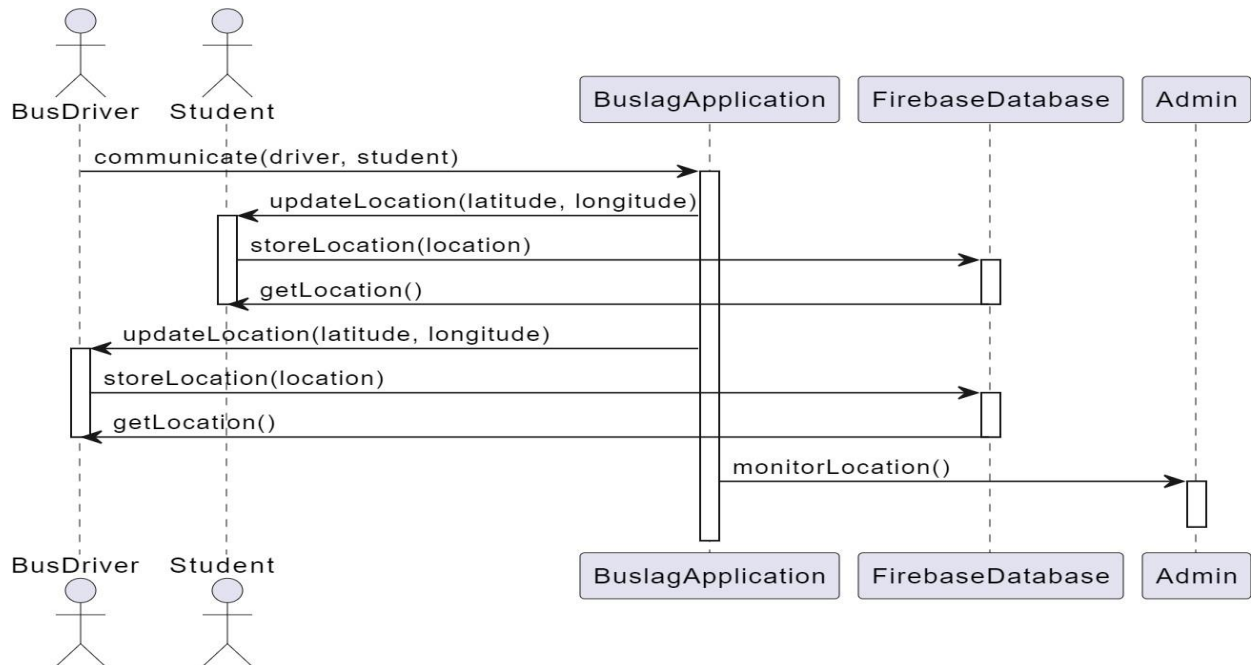 BusDriver Student BuslagApplication FirebaseDatabase Admin
communicate(driver, student)
updateLocation(latitude, longitude)
storeLocation(location)
getLocation()
updateLocation(latitude, longitude)
storeLocation(location)
getLocation()
monitorLocation()
BusDriver Student BuslagApplication FirebaseDatabase Admin